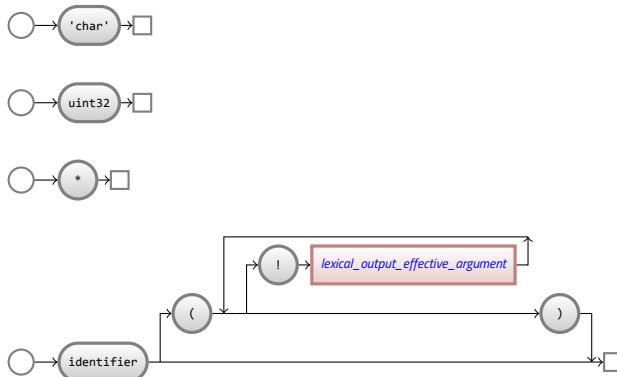 'char'
uint32
*
! lexical_output_effective_argument
( )
identifier